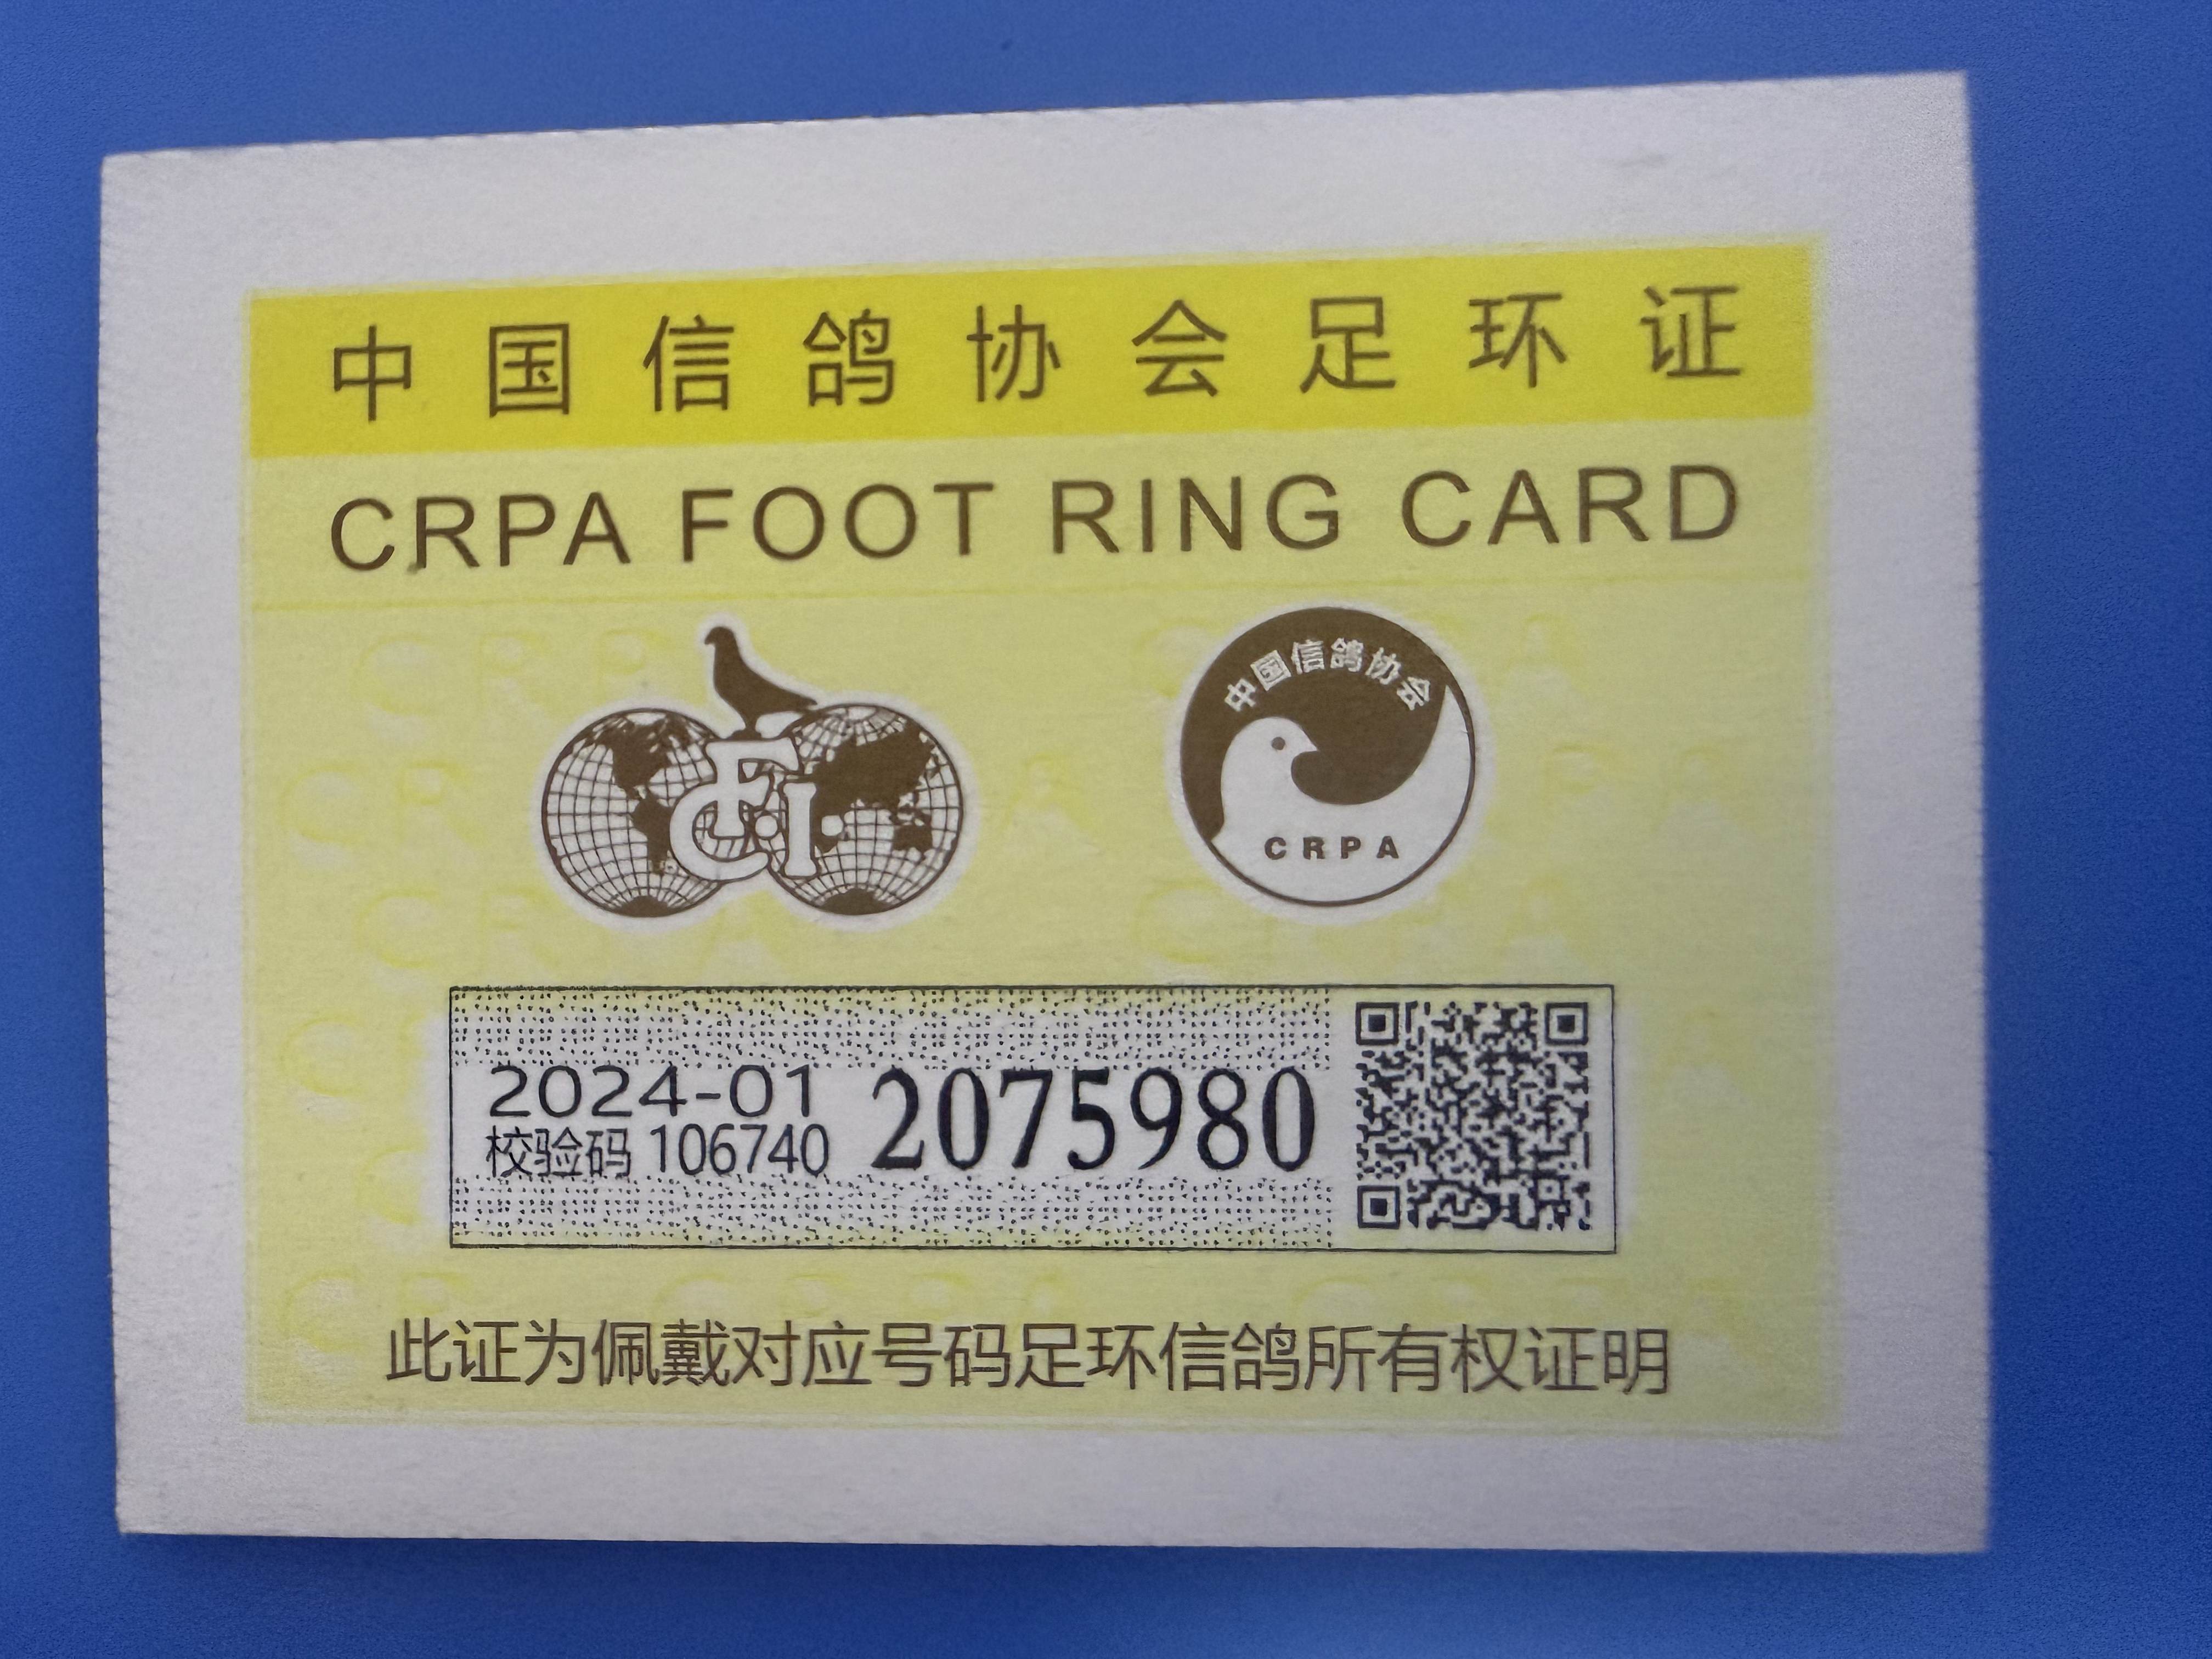 中国信鸽协会足环证
CRPA FOOT RING CARD
FCI
中国信鸽协会
CRPA
2024-01 2075980
校验码 106740
此证为佩戴对应号码足环信鸽所有权证明